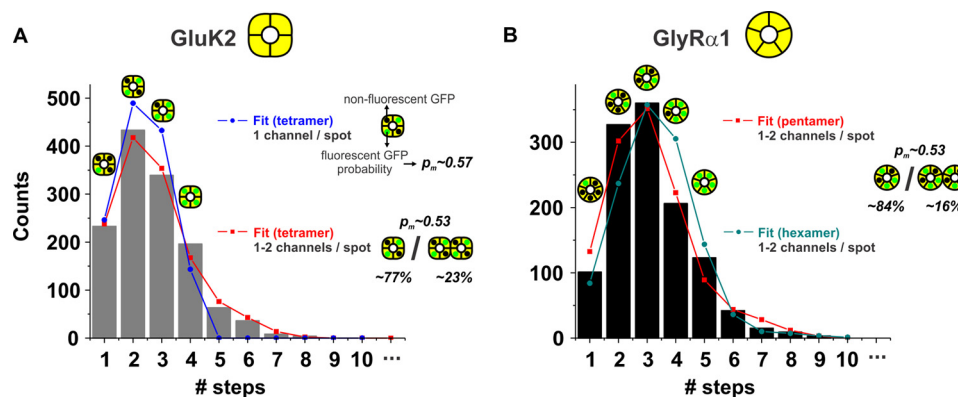 A
GluK2
500
400
300
200
100
0
Counts
1 2 3 4 5 6 7 8 9 10 ...
# steps
Fit (tetramer)
1 channel / spot
non-fluorescent GFP
fluorescent GFP
probability
pm~0.57
Fit (tetramer)
1-2 channels / spot
pm~0.53
/
~77% ~23%
B
GlyRα1
300
200
100
0
1 2 3 4 5 6 7 8 9 10 ...
# steps
Fit (pentamer)
1-2 channels / spot
Fit (hexamer)
1-2 channels / spot
pm~0.53
/
~84% ~16%